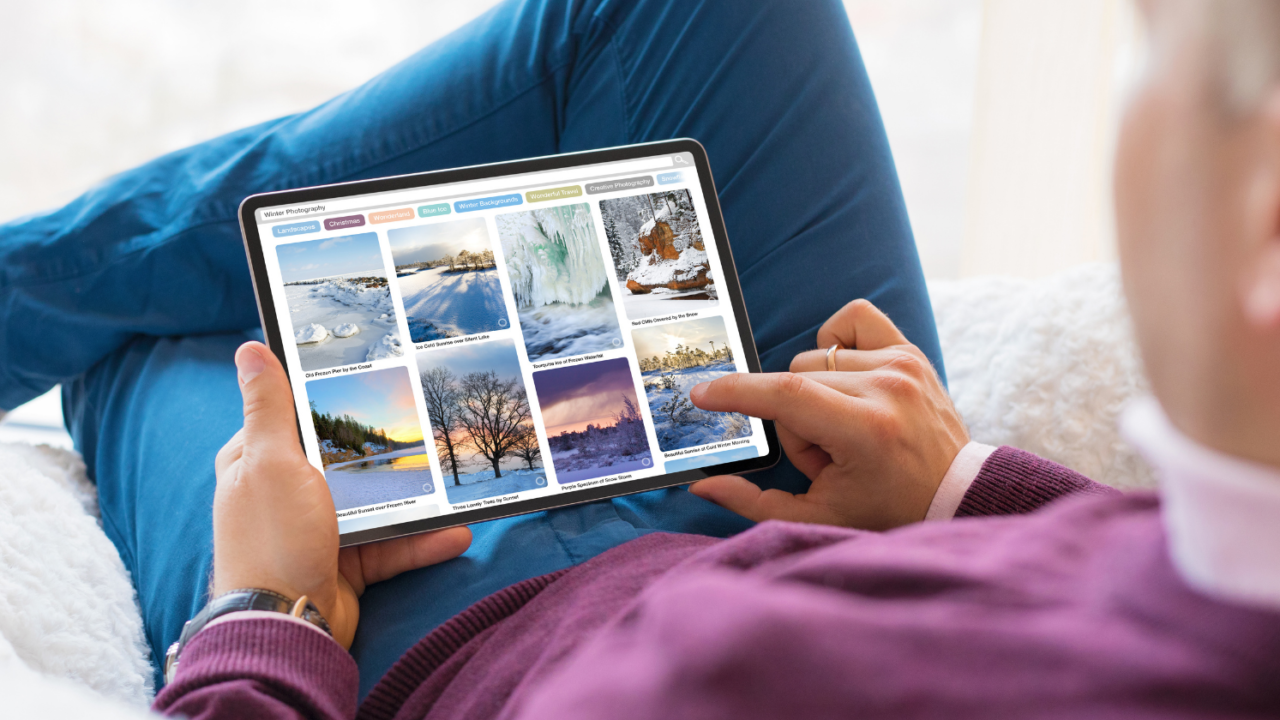 Winter Photography
Landscapes
Christmas
Wonderland
Blue Ice
Winter Backgrounds
Wonderful Travel
Creative Photography
Old Frozen Pier by the Coast
Ice Cold Sunrise over Silent Lake
Turquoise Ice of Frozen Waterfall
Red Cliffs Covered by the Snow
Beautiful Sunset over Frozen River
Three Lonely Trees by Sunset
Purple Spectrum of Snow Storm
Beautiful Sunrise at Cold Winter Morning